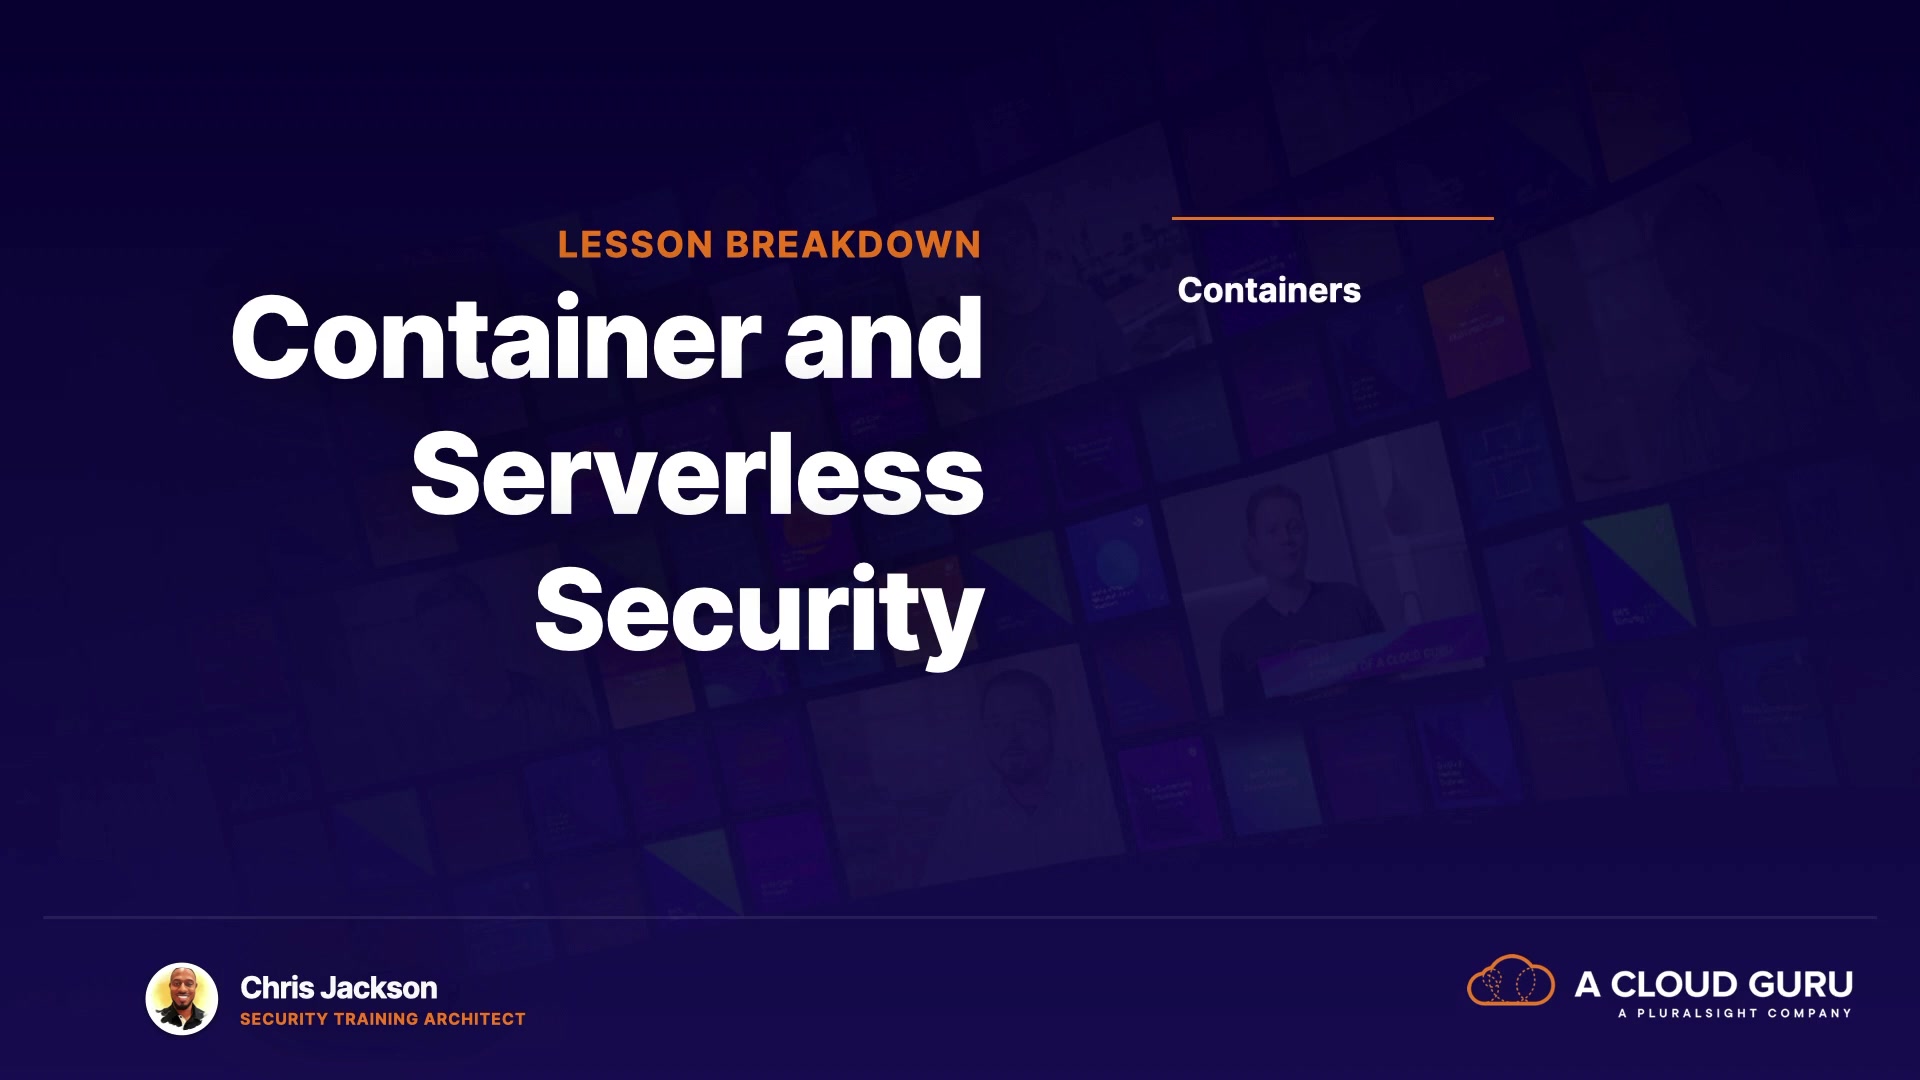 LESSON BREAKDOWN
Container and
Serverless
Security
Containers
Chris Jackson
SECURITY TRAINING ARCHITECT
A CLOUD GURU
A PLURALSIGHT COMPANY